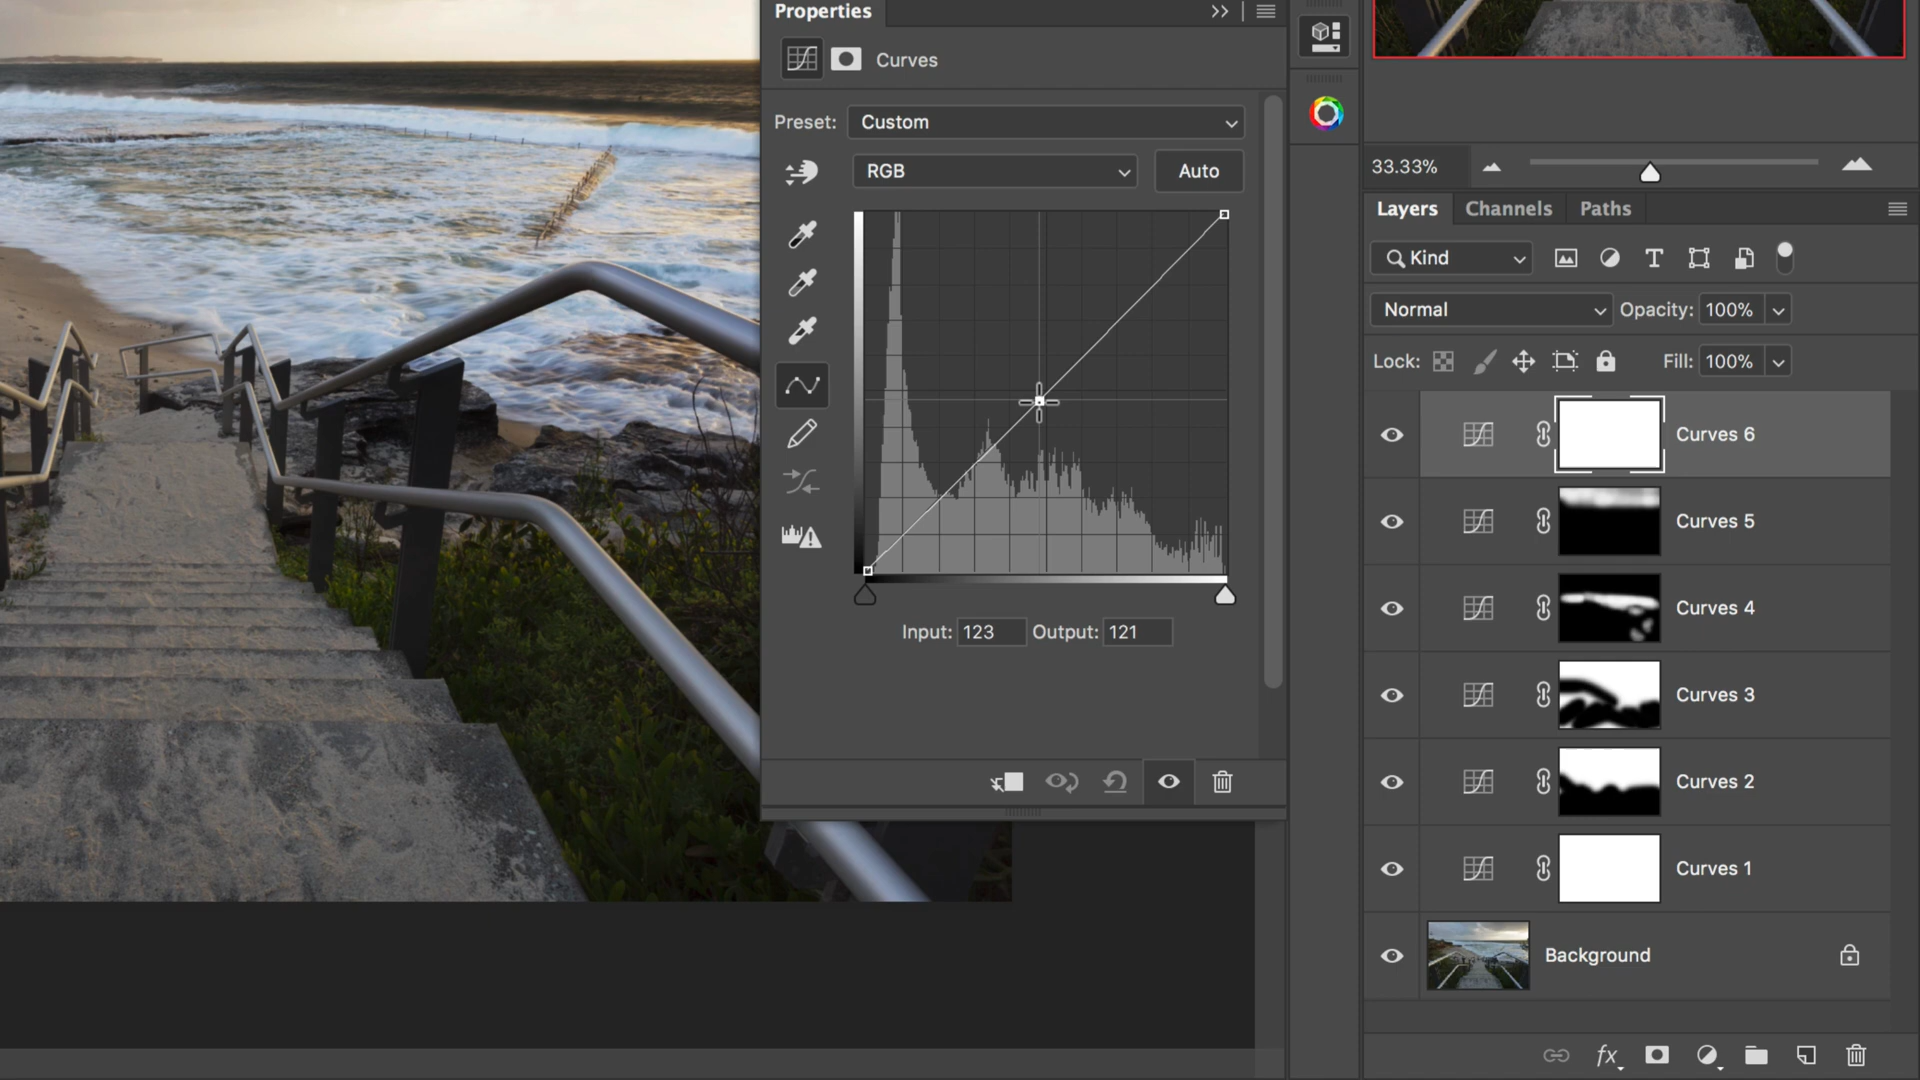 Properties
Curves
Preset: Custom
RGB
Auto
Input: 123 Output: 121
33.33%
Layers Channels Paths
Kind
Normal Opacity: 100%
Lock: Fill: 100%
Curves 6
Curves 5
Curves 4
Curves 3
Curves 2
Curves 1
Background
fx